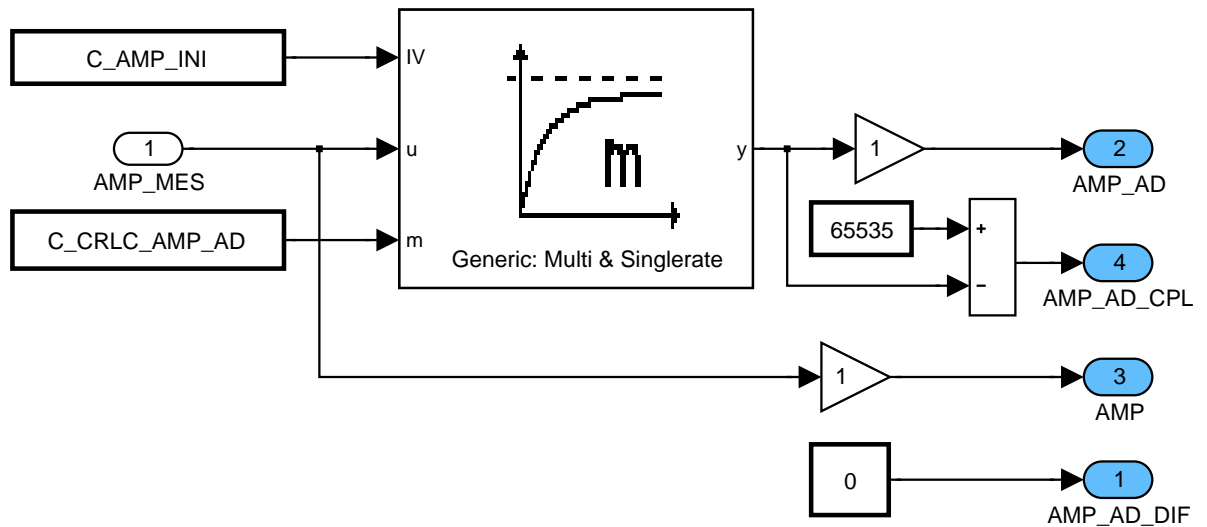 C_AMP_INI
IV
1
AMP_MES
u
y
1
2
AMP_AD
C_CRLC_AMP_AD
m
m
Generic: Multi & Singlerate
65535
+
−
4
AMP_AD_CPL
1
3
AMP
0
1
AMP_AD_DIF